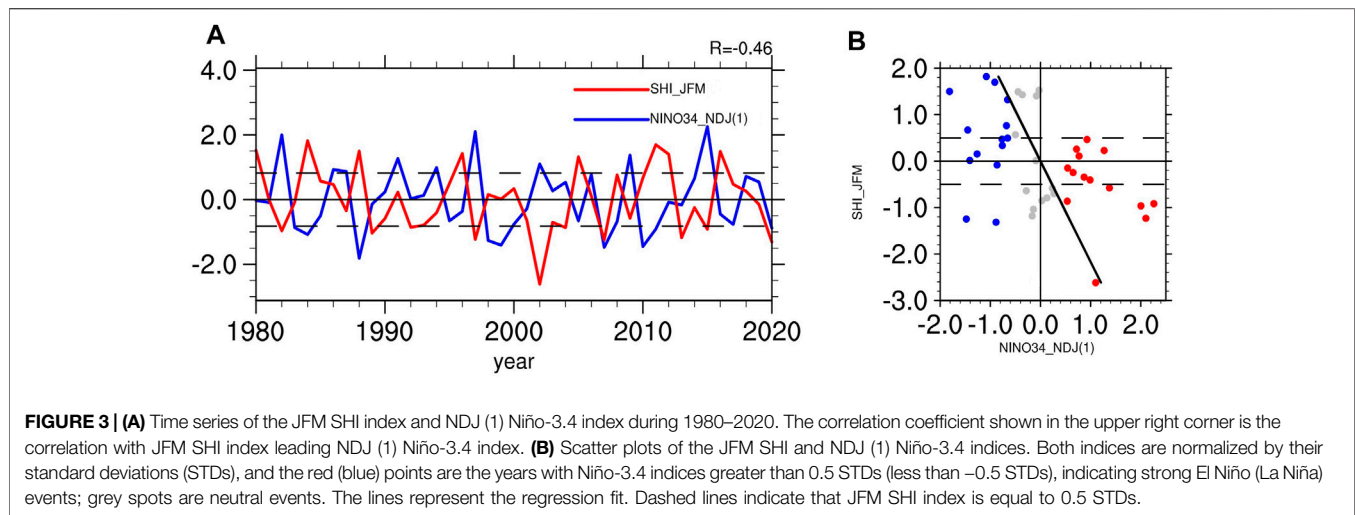 A
R=-0.46
4.0
2.0
0.0
-2.0
SHI_JFM
NINO34_NDJ(1)
1980 1990 2000 2010 2020
year
B
2.0
1.0
0.0
-1.0
-2.0
-3.0
SHI_JFM
-2.0 -1.0 0.0 1.0 2.0
NINO34_NDJ(1)
FIGURE 3 | (A) Time series of the JFM SHI index and NDJ (1) Niño-3.4 index during 1980–2020. The correlation coefficient shown in the upper right corner is the
correlation with JFM SHI index leading NDJ (1) Niño-3.4 index. (B) Scatter plots of the JFM SHI and NDJ (1) Niño-3.4 indices. Both indices are normalized by their
standard deviations (STDs), and the red (blue) points are the years with Niño-3.4 indices greater than 0.5 STDs (less than −0.5 STDs), indicating strong El Niño (La Niña)
events; grey spots are neutral events. The lines represent the regression fit. Dashed lines indicate that JFM SHI index is equal to 0.5 STDs.